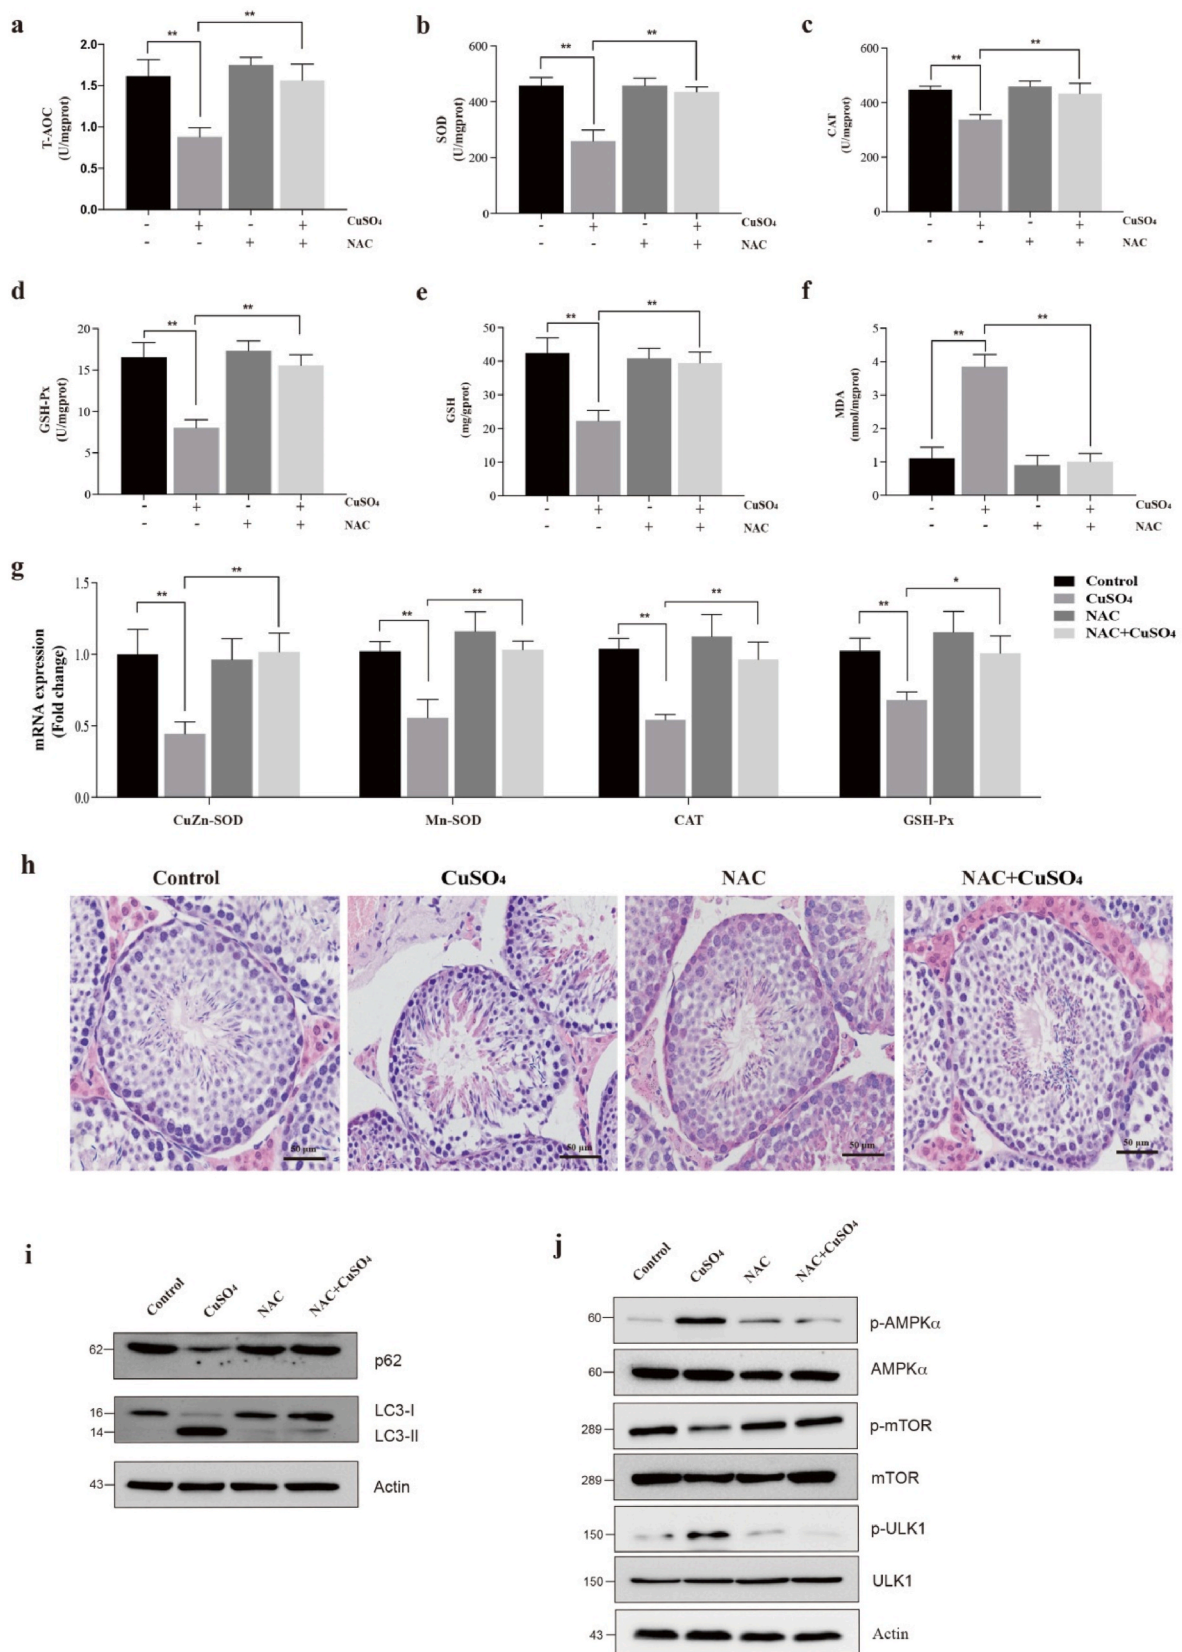 a
b
c
**
**
**
**
**
**
T-AOC
(U/mgprot)
2.0
1.5
1.0
0.5
0.0
SOD
(U/mgprot)
600
400
200
0
CAT
(U/mgprot)
600
400
200
0
- + - + CuSO₄
- - + + NAC
- + - + CuSO₄
- - + + NAC
- + - + CuSO₄
- - + + NAC
d
e
f
**
**
**
**
**
**
GSH-Px
(U/mgprot)
20
15
10
5
0
GSH
(mg/gprot)
50
40
30
20
10
0
MDA
(nmol/mgprot)
5
4
3
2
1
0
- + - + CuSO₄
- - + + NAC
- + - + CuSO₄
- - + + NAC
- + - + CuSO₄
- - + + NAC
g
mRNA expression
(Fold change)
1.5
1.0
0.5
0.0
**
**
**
**
**
**
**
*
Control
CuSO₄
NAC
NAC+CuSO₄
CuZn-SOD
Mn-SOD
CAT
GSH-Px
h
Control
CuSO₄
NAC
NAC+CuSO₄
50 μm
50 μm
50 μm
50 μm
i
Control
CuSO₄
NAC
NAC+CuSO₄
62
p62
16
LC3-I
14
LC3-II
43
Actin
j
Control
CuSO₄
NAC
NAC+CuSO₄
60
p-AMPKα
60
AMPKα
289
p-mTOR
289
mTOR
150
p-ULK1
150
ULK1
43
Actin